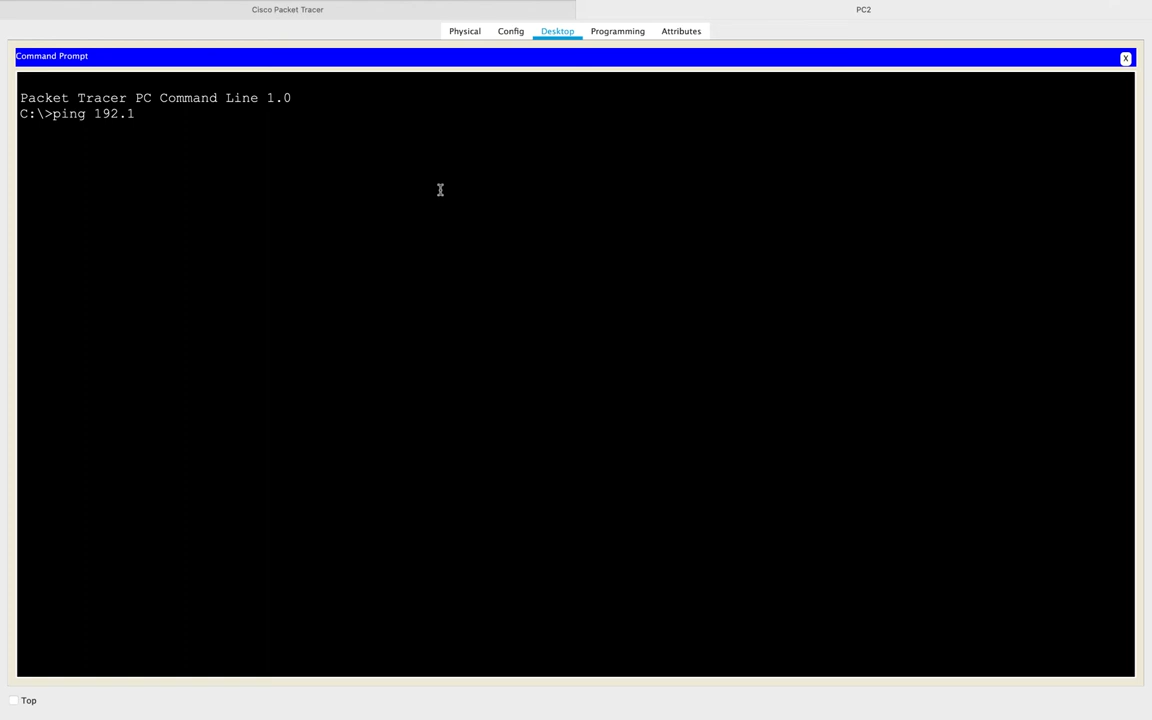 Cisco Packet Tracer
PC2
Physical Config Desktop Programming Attributes
Command Prompt
X
Packet Tracer PC Command Line 1.0
C:\>ping 192.1
Top